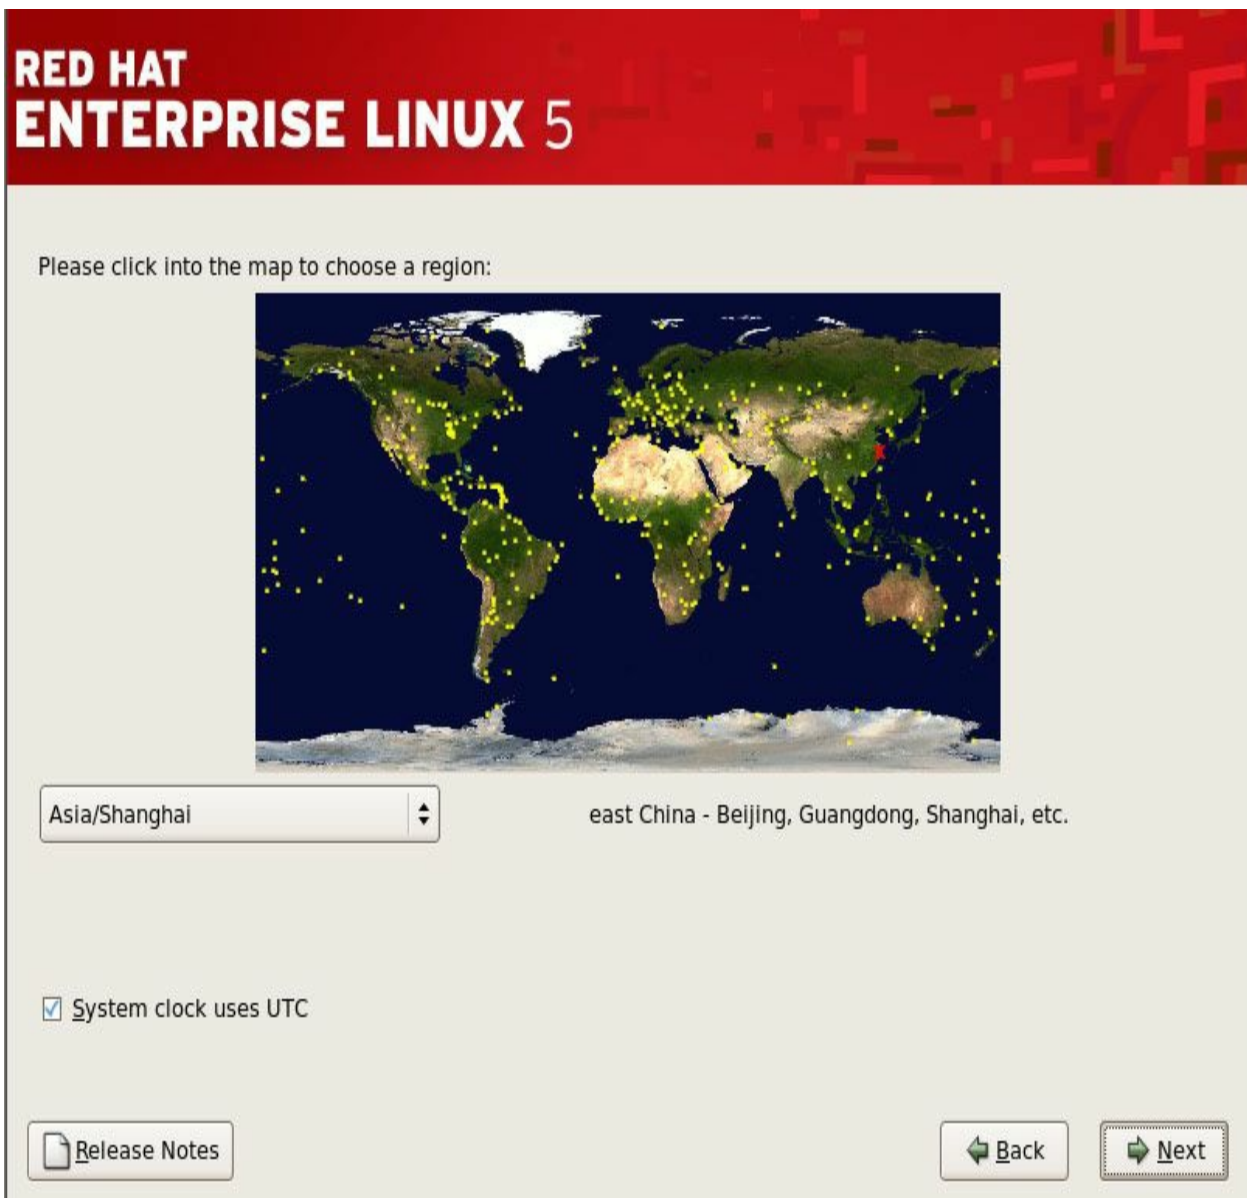 RED HAT
ENTERPRISE LINUX 5
Please click into the map to choose a region:
Asia/Shanghai
east China - Beijing, Guangdong, Shanghai, etc.
System clock uses UTC
Release Notes
Back
Next